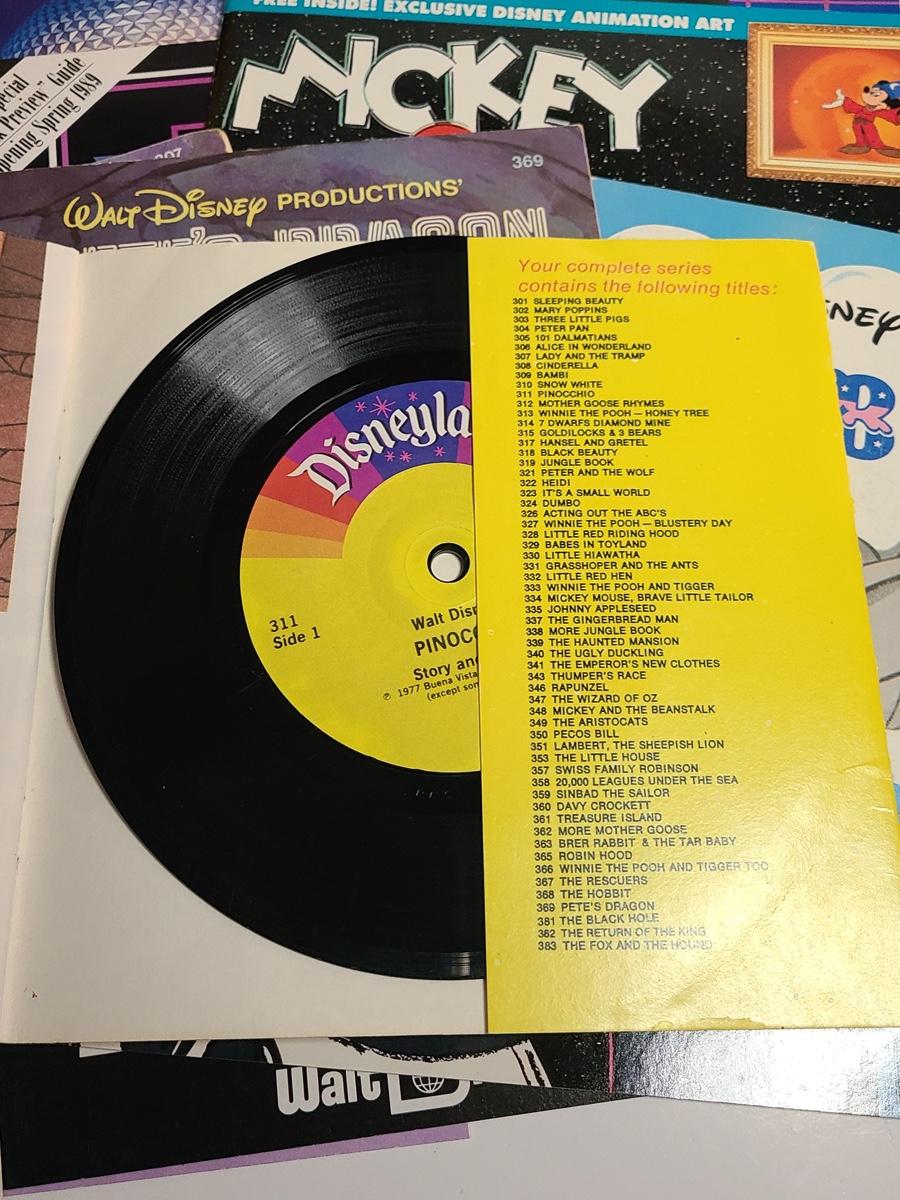 FREE INSIDE! EXCLUSIVE DISNEY ANIMATION ART
MICKEY
Preview" Guide
Opening Spring 1989
369
WALT DISNEY PRODUCTIONS'
DRAGON
Your complete series
contains the following titles:
301 SLEEPING BEAUTY
302 MARY POPPINS
303 THREE LITTLE PIGS
304 PETER PAN
305 101 DALMATIANS
306 ALICE IN WONDERLAND
307 LADY AND THE TRAMP
308 CINDERELLA
309 BAMBI
310 SNOW WHITE
311 PINOCCHIO
312 MOTHER GOOSE RHYMES
313 WINNIE THE POOH — HONEY TREE
314 7 DWARFS DIAMOND MINE
315 GOLDILOCKS & 3 BEARS
317 HANSEL AND GRETEL
318 BLACK BEAUTY
319 JUNGLE BOOK
321 PETER AND THE WOLF
322 HEIDI
323 IT'S A SMALL WORLD
324 DUMBO
326 ACTING OUT THE ABC'S
327 WINNIE THE POOH — BLUSTERY DAY
328 LITTLE RED RIDING HOOD
329 BABES IN TOYLAND
330 LITTLE HIAWATHA
331 GRASSHOPER AND THE ANTS
332 LITTLE RED HEN
333 WINNIE THE POOH AND TIGGER
334 MICKEY MOUSE, BRAVE LITTLE TAILOR
335 JOHNNY APPLESEED
337 THE GINGERBREAD MAN
338 MORE JUNGLE BOOK
339 THE HAUNTED MANSION
340 THE UGLY DUCKLING
341 THE EMPEROR'S NEW CLOTHES
343 THUMPER'S RACE
346 RAPUNZEL
347 THE WIZARD OF OZ
348 MICKEY AND THE BEANSTALK
349 THE ARISTOCATS
350 PECOS BILL
351 LAMBERT, THE SHEEPISH LION
353 THE LITTLE HOUSE
357 SWISS FAMILY ROBINSON
358 20,000 LEAGUES UNDER THE SEA
359 SINBAD THE SAILOR
360 DAVY CROCKETT
361 TREASURE ISLAND
362 MORE MOTHER GOOSE
363 BRER RABBIT & THE TAR BABY
365 ROBIN HOOD
366 WINNIE THE POOH AND TIGGER TOO
367 THE RESCUERS
368 THE HOBBIT
369 PETE'S DRAGON
381 THE BLACK HOLE
382 THE RETURN OF THE KING
383 THE FOX AND THE HOUND
Disneyla
311
Side 1
Walt Disn
PINOCC
Story an
℗ 1977 Buena Vista
(except son
Walt D